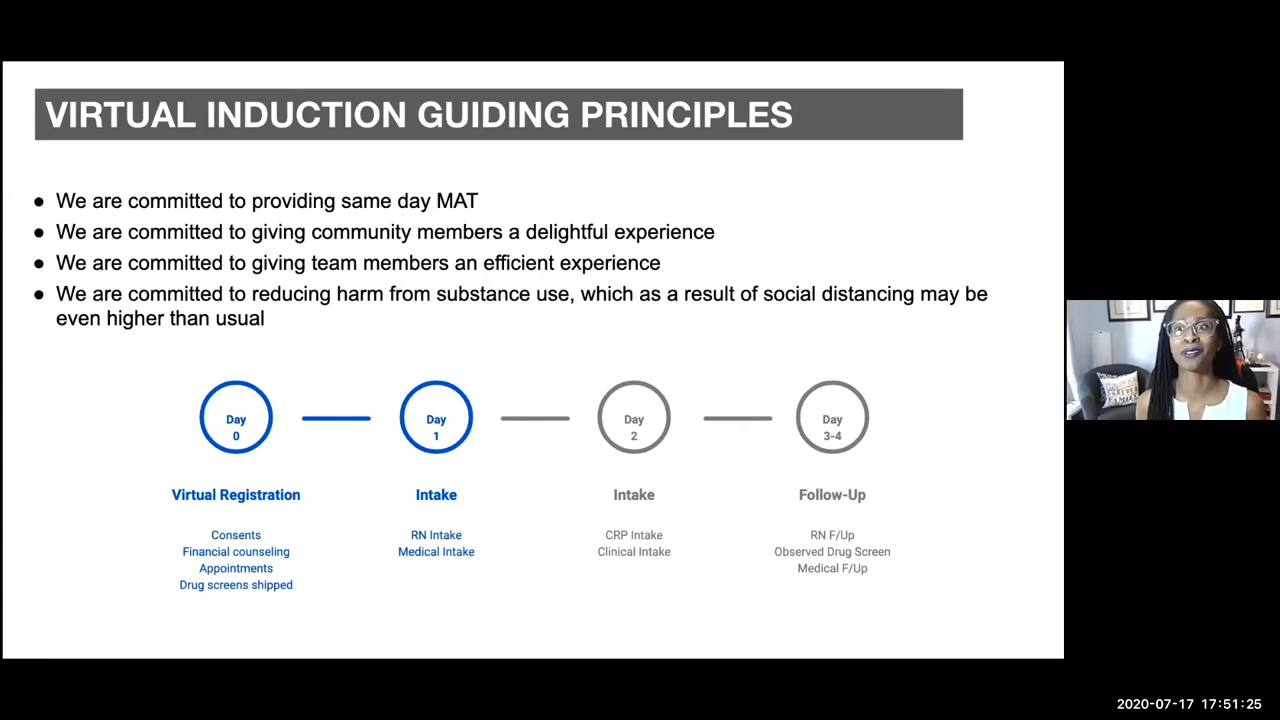 VIRTUAL INDUCTION GUIDING PRINCIPLES
● We are committed to providing same day MAT
● We are committed to giving community members a delightful experience
● We are committed to giving team members an efficient experience
● We are committed to reducing harm from substance use, which as a result of social distancing may be
even higher than usual
Day
0
Day
1
Day
2
Day
3-4
Virtual Registration
Intake
Intake
Follow-Up
Consents
Financial counseling
Appointments
Drug screens shipped
RN Intake
Medical Intake
CRP Intake
Clinical Intake
RN F/Up
Observed Drug Screen
Medical F/Up
2020-07-17 17:51:25